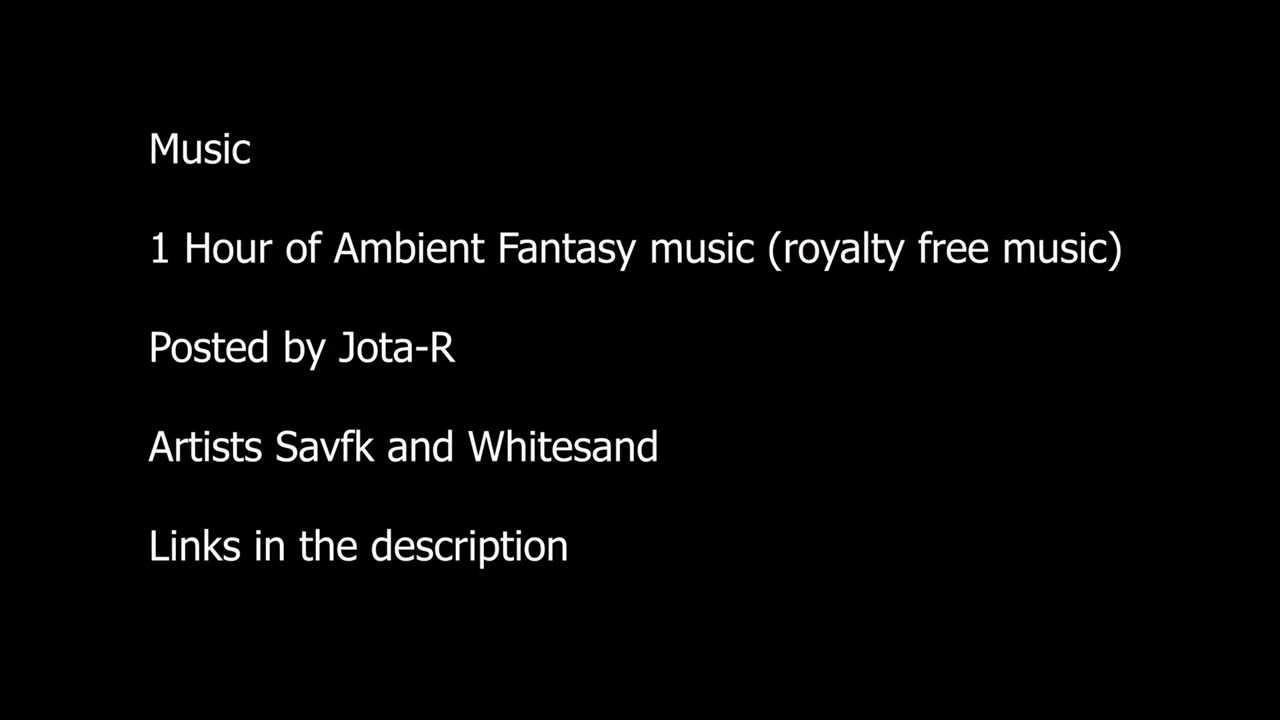 Music
1 Hour of Ambient Fantasy music (royalty free music)
Posted by Jota-R
Artists Savfk and Whitesand
Links in the description